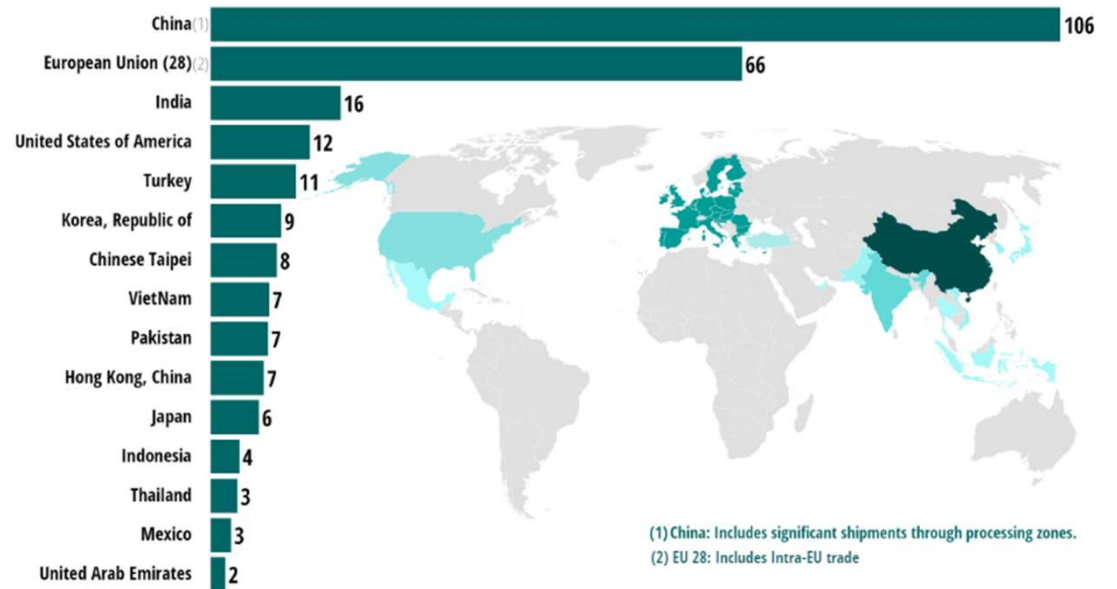 China(1) 106
European Union (28)(2) 66
India 16
United States of America 12
Turkey 11
Korea, Republic of 9
Chinese Taipei 8
VietNam 7
Pakistan 7
Hong Kong, China 7
Japan 6
Indonesia 4
Thailand 3
Mexico 3
United Arab Emirates 2
(1) China: Includes significant shipments through processing zones.
(2) EU 28: Includes Intra-EU trade